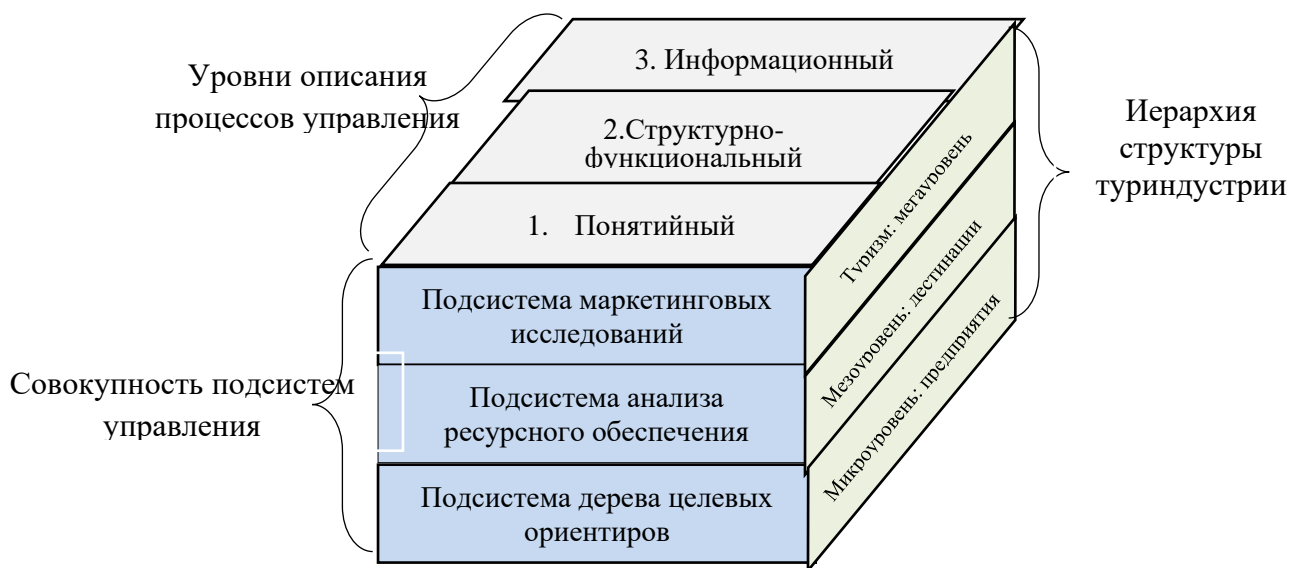 Уровни описания
процессов управления
3. Информационный
2.Структурно-
функциональный
1. Понятийный
Иерархия
структуры
туриндустрии
Туризм: мегауровень
Мезоуровень: дестинации
Микроуровень: предприятия
Совокупность подсистем
управления
Подсистема маркетинговых
исследований
Подсистема анализа
ресурсного обеспечения
Подсистема дерева целевых
ориентиров